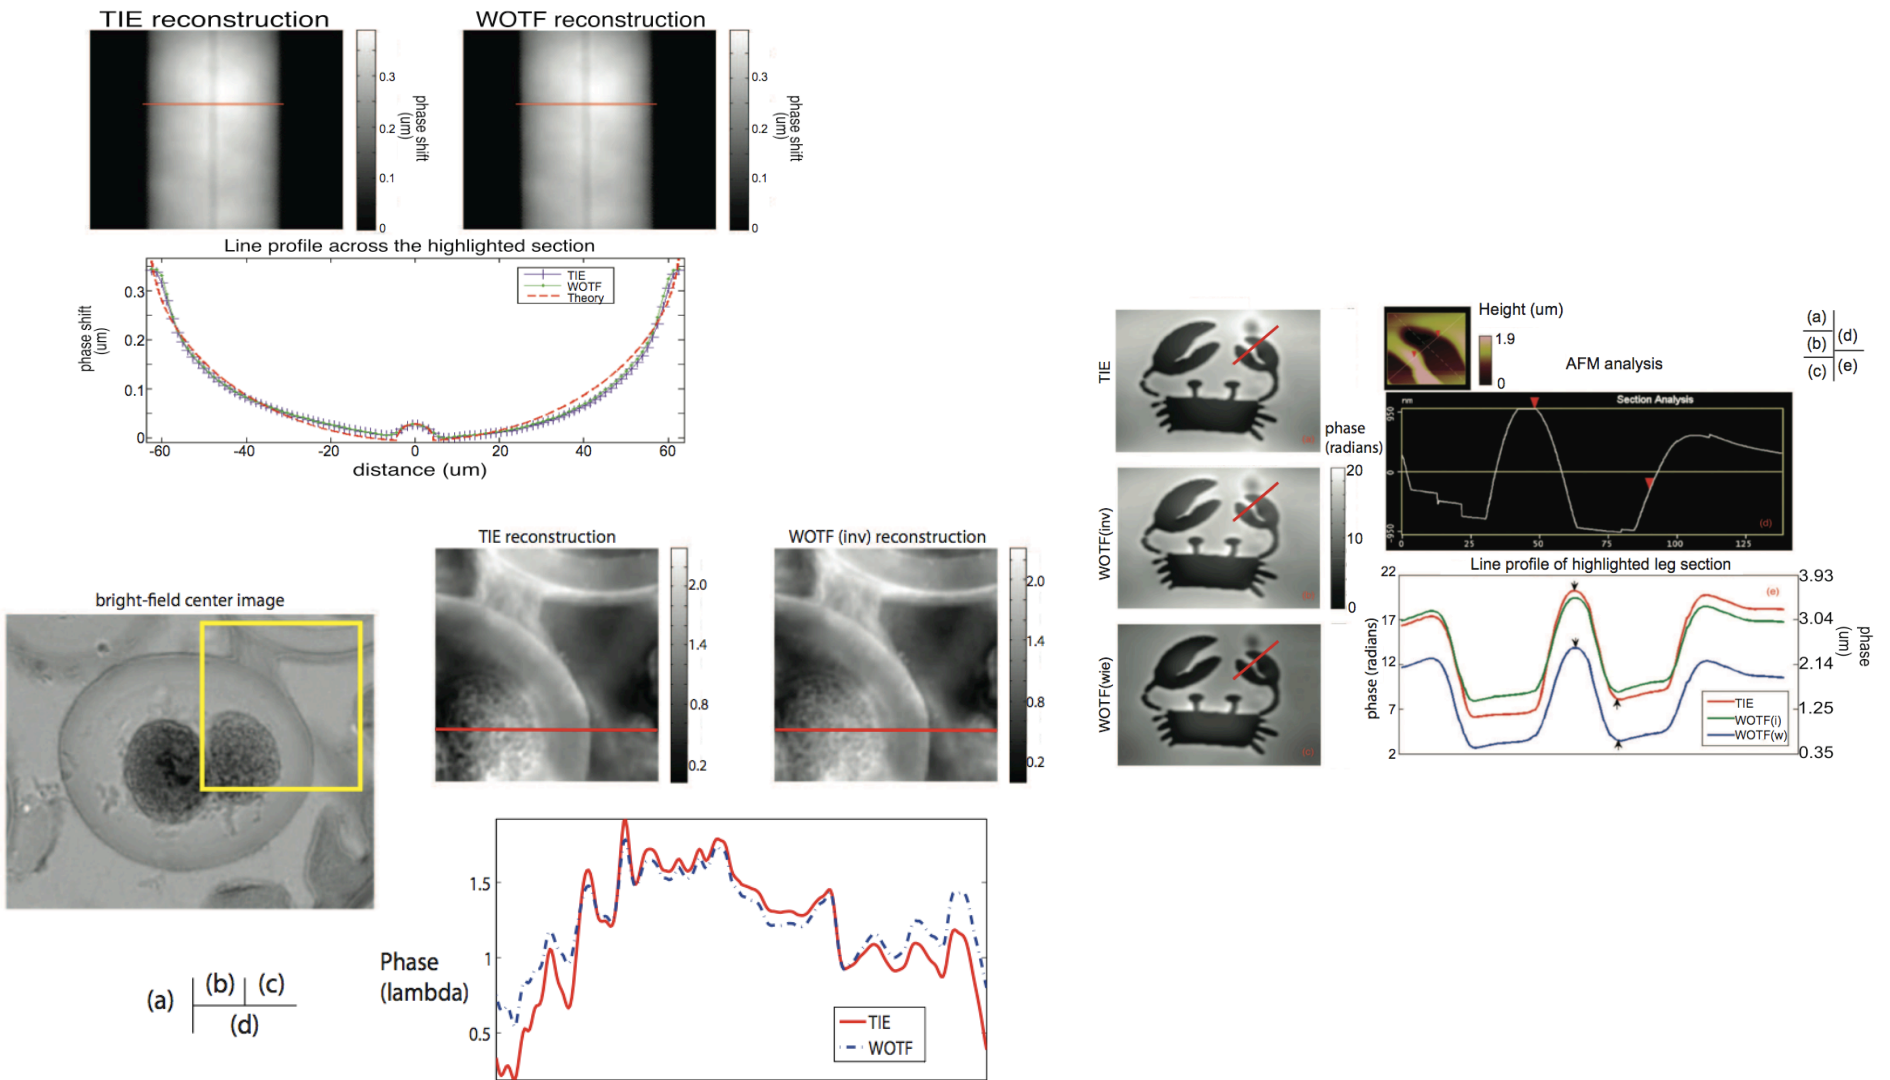 TIE reconstruction
WOTF reconstruction
0.3
0.2
0.1
0
phase shift
(um)
0.3
0.2
0.1
0
phase shift
(um)
Line profile across the highlighted section
phase shift
(um)
0.3
0.2
0.1
0
TIE
WOTF
Theory
-60
-40
-20
0
20
40
60
distance (um)
bright-field center image
TIE reconstruction
2.0
1.4
0.8
0.2
WOTF (inv) reconstruction
2.0
1.4
0.8
0.2
(a)
(b)
(c)
(d)
Phase
(lambda)
1.5
1
0.5
TIE
WOTF
TIE
(a)
WOTF(inv)
WOTF(wie)
(c)
phase
(radians)
20
10
0
Height (um)
1.9
0
AFM analysis
(a)
(b)
(c)
(d)
(e)
nm
Section Analysis
950
0
-950
(d)
0
25
50
75
100
125
Line profile of highlighted leg section
phase (radians)
22
17
12
7
2
(e)
3.93
3.04
2.14
1.25
0.35
phase
(um)
TIE
WOTF(i)
WOTF(w)